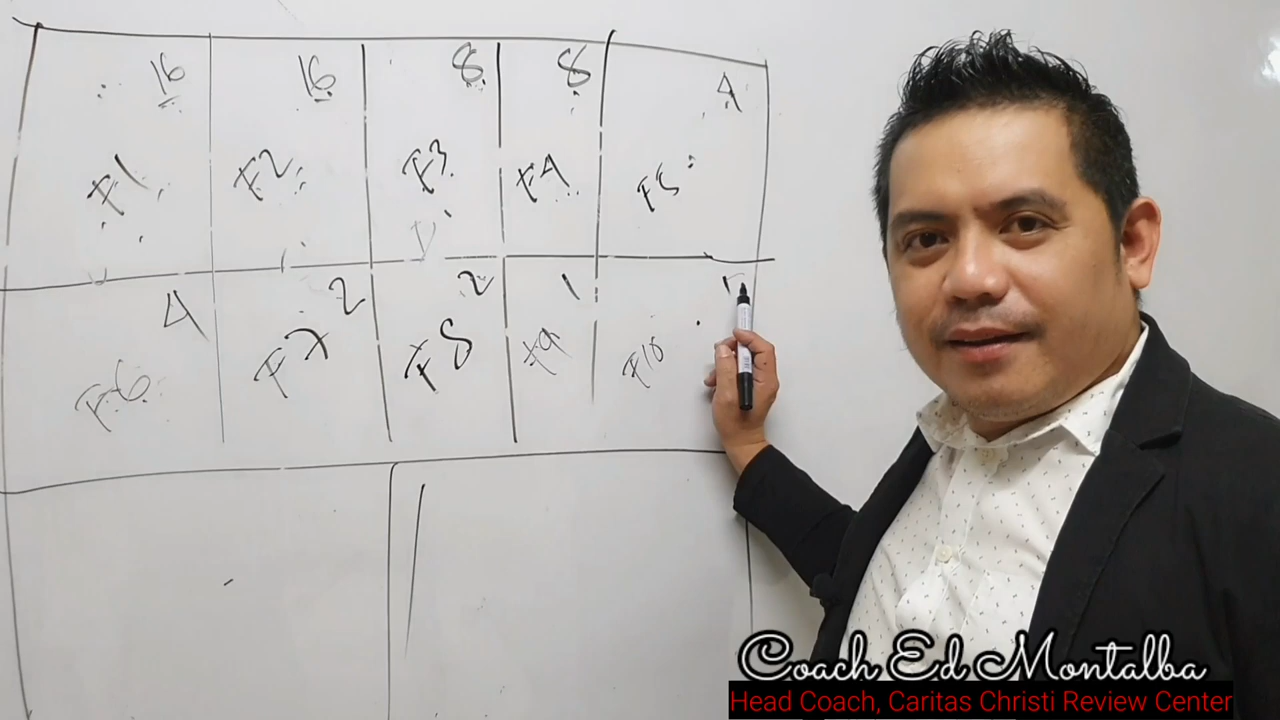 16 16 8 8 4
F1 F2 F3 F4 F5
4 2 2 1
F6 F7 F8 F9 F10
Coach Ed Montalba
Head Coach, Caritas Christi Review Center